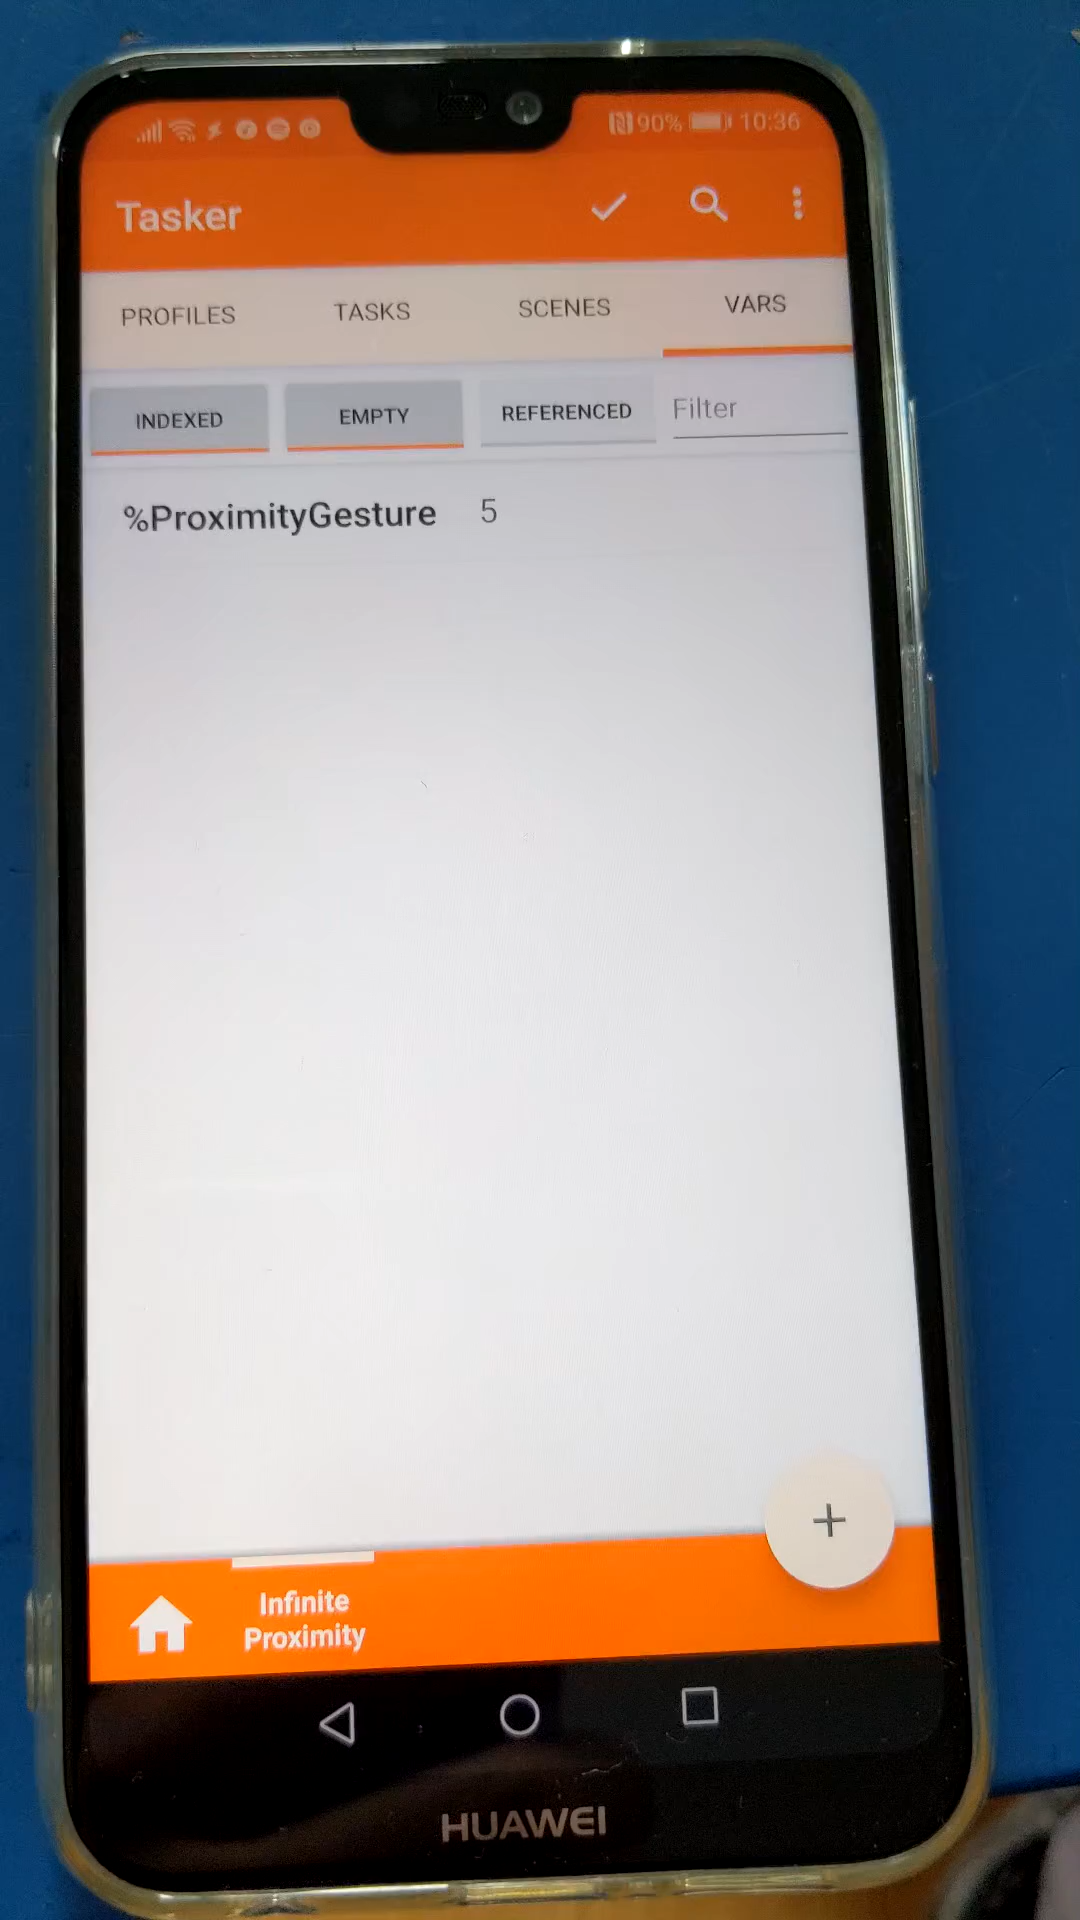 90% 10:36
Tasker
PROFILES TASKS SCENES VARS
INDEXED EMPTY REFERENCED Filter
%ProximityGesture 5
Infinite
Proximity
HUAWEI